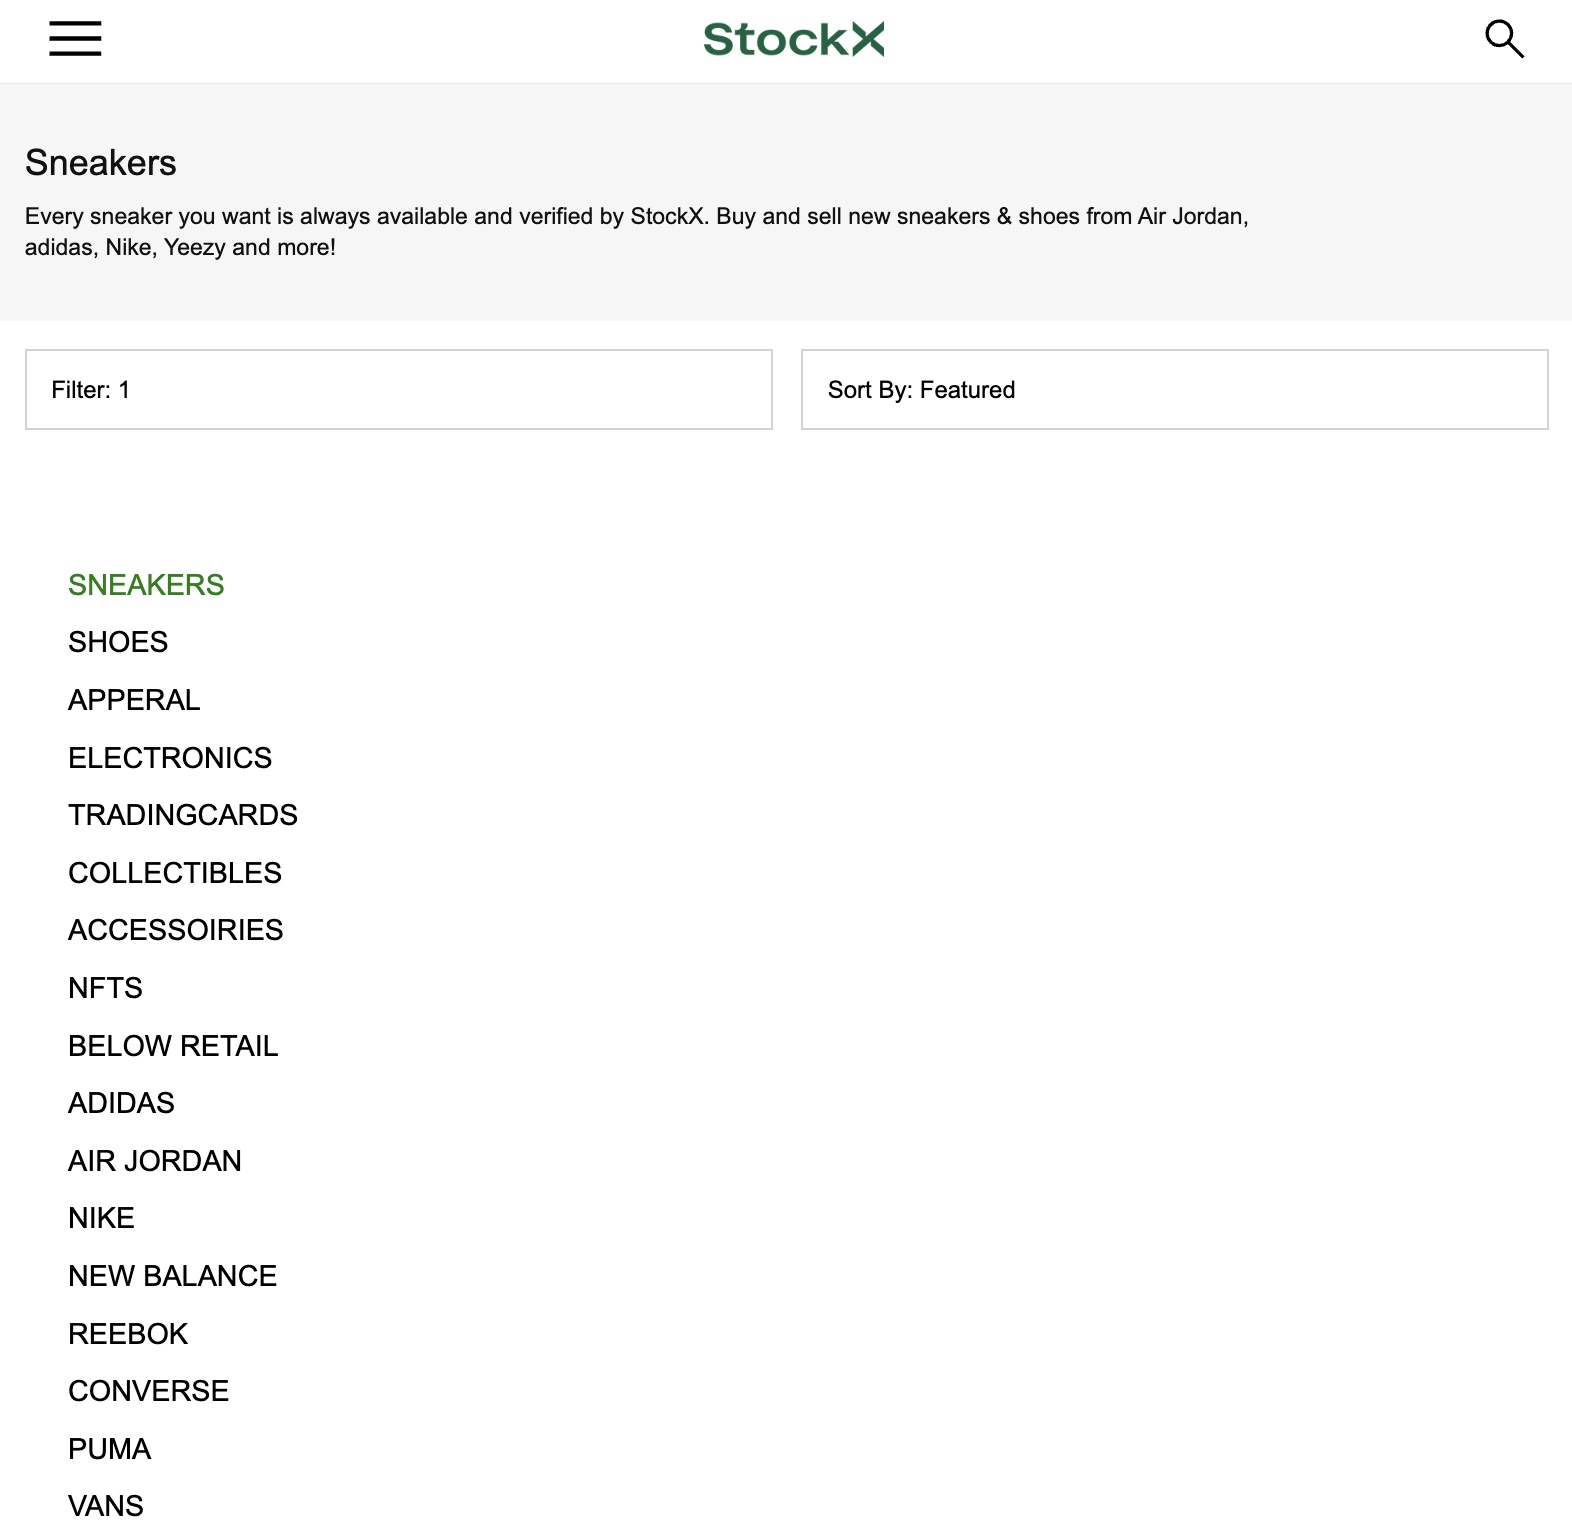 StockX
Sneakers
Every sneaker you want is always available and verified by StockX. Buy and sell new sneakers & shoes from Air Jordan,
adidas, Nike, Yeezy and more!
Filter: 1
Sort By: Featured
SNEAKERS
SHOES
APPERAL
ELECTRONICS
TRADINGCARDS
COLLECTIBLES
ACCESSOIRIES
NFTS
BELOW RETAIL
ADIDAS
AIR JORDAN
NIKE
NEW BALANCE
REEBOK
CONVERSE
PUMA
VANS